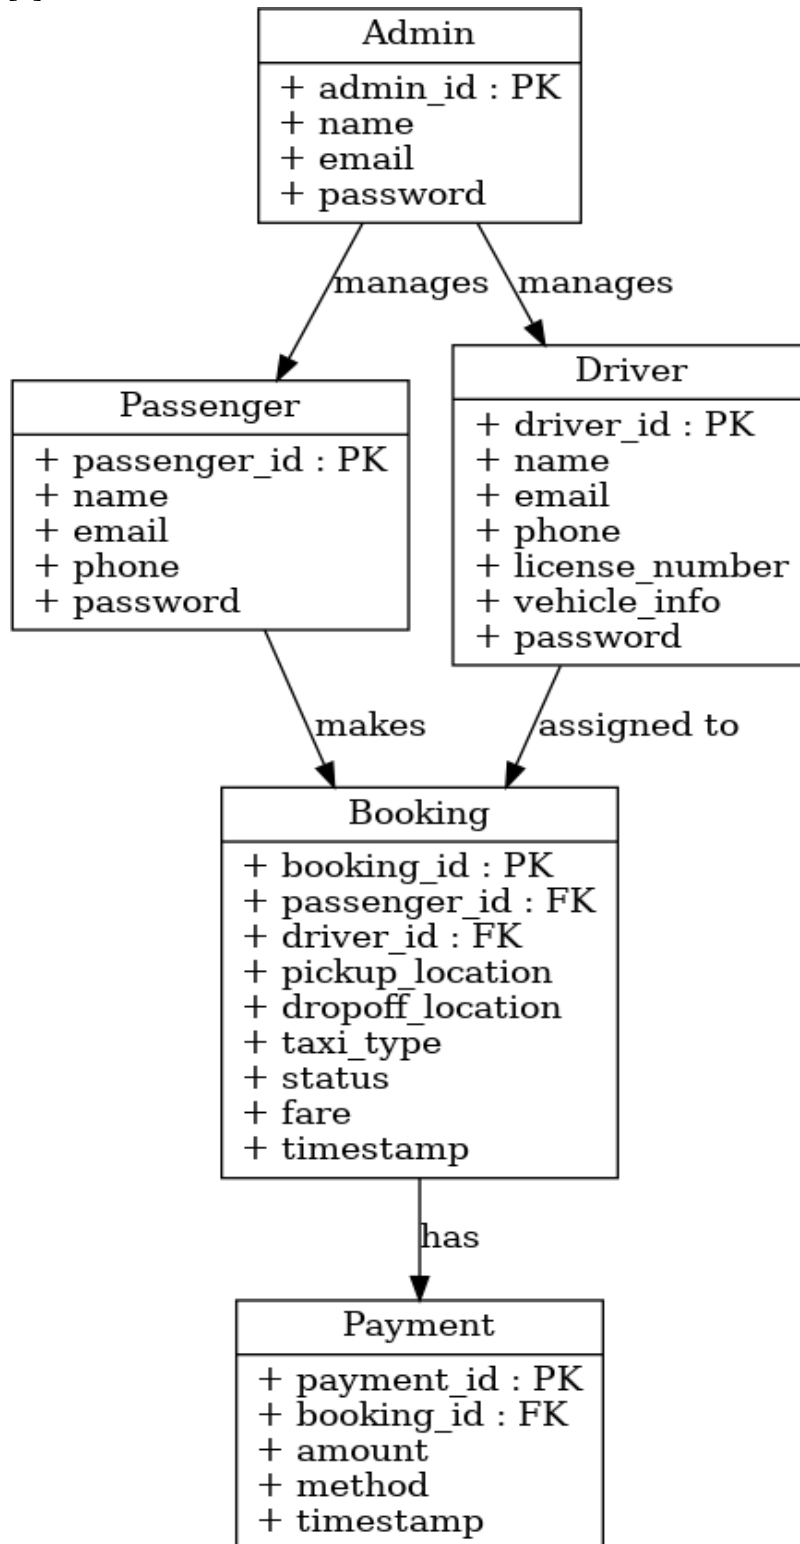 Admin
+ admin_id : PK
+ name
+ email
+ password
manages
manages
Passenger
+ passenger_id : PK
+ name
+ email
+ phone
+ password
Driver
+ driver_id : PK
+ name
+ email
+ phone
+ license_number
+ vehicle_info
+ password
makes
assigned to
Booking
+ booking_id : PK
+ passenger_id : FK
+ driver_id : FK
+ pickup_location
+ dropoff_location
+ taxi_type
+ status
+ fare
+ timestamp
has
Payment
+ payment_id : PK
+ booking_id : FK
+ amount
+ method
+ timestamp